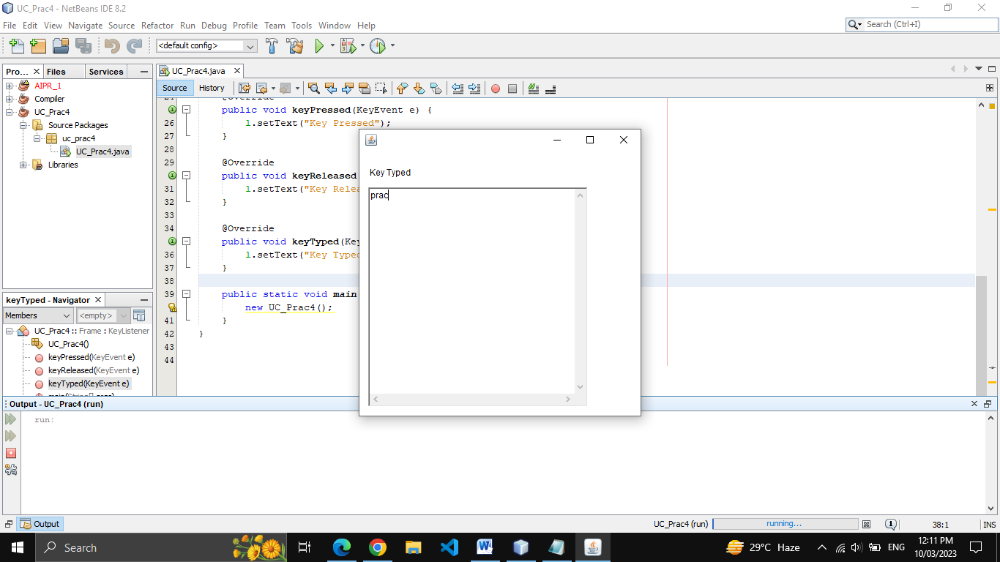 UC_Prac4 - NetBeans IDE 8.2
File Edit View Navigate Source Refactor Run Debug Profile Team Tools Window Help
Search (Ctrl+I)
<default config>
Pro... Files Services
UC_Prac4.java
Source History
AIPR_1
Compiler
UC_Prac4
Source Packages
uc_prac4
UC_Prac4.java
Libraries
@Override
public void keyPressed(KeyEvent e) {
26 l.setText("Key Pressed");
27 }
28
29 @Override
public void keyReleased
31 l.setText("Key Relea
32 }
33
34 @Override
public void keyTyped(Key
36 l.setText("Key Typed
37 }
38
39 public static void main
new UC_Prac4();
41 }
42 }
43
44
Key Typed
prac
keyTyped - Navigator
Members <empty>
UC_Prac4 :: Frame : KeyListener
UC_Prac4()
keyPressed(KeyEvent e)
keyReleased(KeyEvent e)
keyTyped(KeyEvent e)
Output - UC_Prac4 (run)
run:
Output
UC_Prac4 (run) running... 1 38:1 INS
Search
29°C Haze
ENG
12:11 PM
10/03/2023